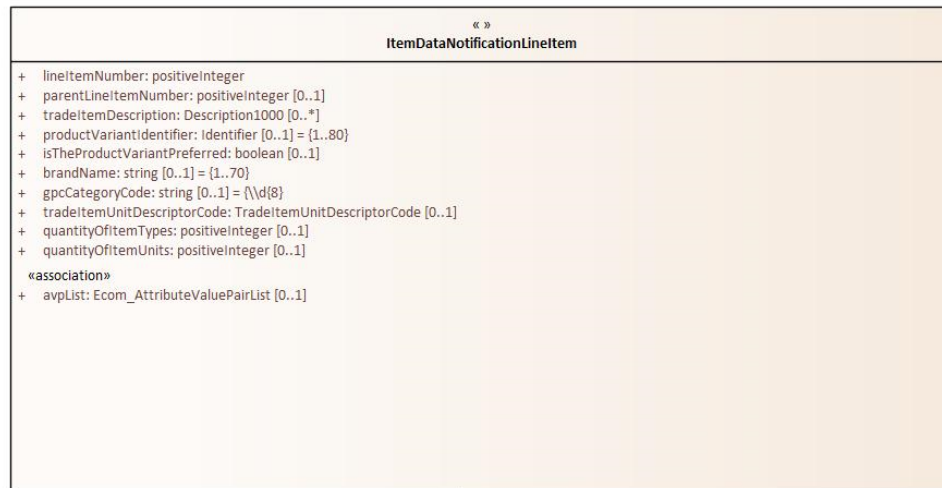 « »
ItemDataNotificationLineItem
+ lineItemNumber: positiveInteger
+ parentLineItemNumber: positiveInteger [0..1]
+ tradeItemDescription: Description1000 [0..*]
+ productVariantIdentifier: Identifier [0..1] = {1..80}
+ isTheProductVariantPreferred: boolean [0..1]
+ brandName: string [0..1] = {1..70}
+ gpcCategoryCode: string [0..1] = {\\d{8}
+ tradeItemUnitDescriptorCode: TradeItemUnitDescriptorCode [0..1]
+ quantityOfItemTypes: positiveInteger [0..1]
+ quantityOfItemUnits: positiveInteger [0..1]
«association»
+ avpList: Ecom_AttributeValuePairList [0..1]